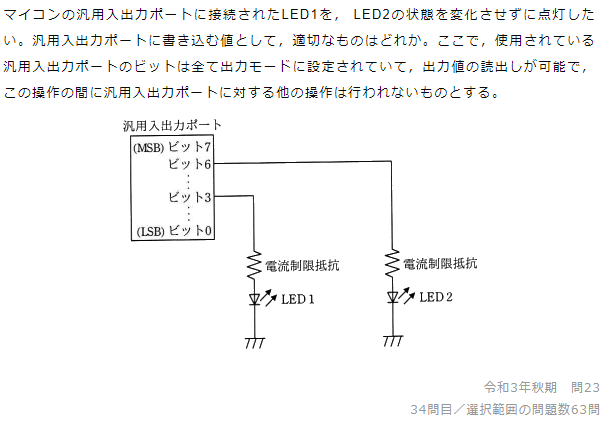 マイコンの汎用入出力ポートに接続されたLED1を， LED2の状態を変化させずに点灯した
い。汎用入出力ポートに書き込む値として，適切なものはどれか。ここで，使用されている
汎用入出力ポートのビットは全て出力モードに設定されていて，出力値の読出しが可能で，
この操作の間に汎用入出力ポートに対する他の操作は行われないものとする。
汎用入出力ポート
(MSB) ビット7
ビット6
ビット3
(LSB) ビット0
電流制限抵抗
電流制限抵抗
LED1
LED2
令和3年秋期　問23
34問目／選択範囲の問題数63問